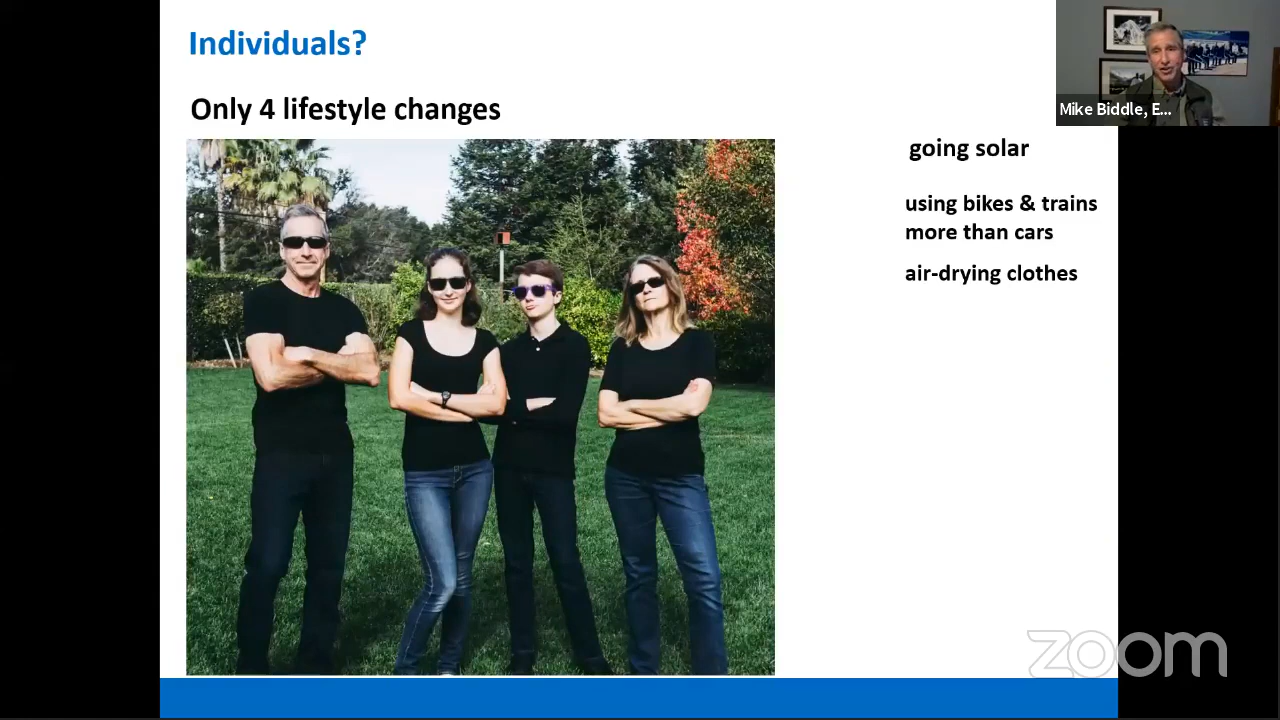 Individuals?
Only 4 lifestyle changes
Mike Biddle, E...
going solar
using bikes & trains
more than cars
air-drying clothes
zoom